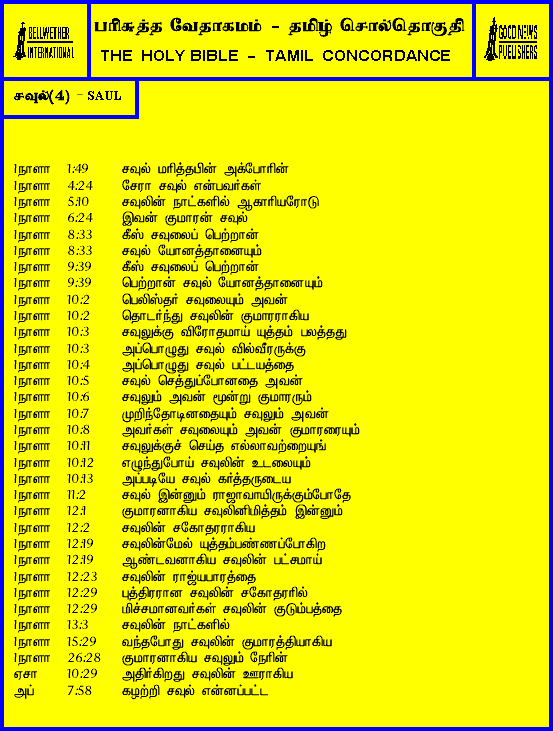 BELLWETHER
INTERNATIONAL
பரிசுத்த வேதாகமம் - தமிழ் சொல்தொகுதி
THE HOLY BIBLE - TAMIL CONCORDANCE
GOOD NEWS
PUBLISHERS
சவுல்(4) - SAUL
1நாளா 1:49 சவுல் மரித்தபின் அக்போரின்
1நாளா 4:24 சேரா சவுல் என்பவர்கள்
1நாளா 5:10 சவுலின் நாட்களில் ஆகாரியரோடு
1நாளா 6:24 இவன் குமாரன் சவுல்
1நாளா 8:33 கீஸ் சவுலைப் பெற்றான்
1நாளா 8:33 சவுல் யோனத்தானையும்
1நாளா 9:39 கீஸ் சவுலைப் பெற்றான்
1நாளா 9:39 பெற்றான் சவுல் யோனத்தானையும்
1நாளா 10:2 பெலிஸ்தர் சவுலையும் அவன்
1நாளா 10:2 தொடர்ந்து சவுலின் குமாரராகிய
1நாளா 10:3 சவுலுக்கு விரோதமாய் யுத்தம் பலத்தது
1நாளா 10:3 அப்பொழுது சவுல் வில்வீரருக்கு
1நாளா 10:4 அப்பொழுது சவுல் பட்டயத்தை
1நாளா 10:5 சவுல் செத்துப்போனதை அவன்
1நாளா 10:6 சவுலும் அவன் மூன்று குமாரரும்
1நாளா 10:7 முறிந்தோடினதையும் சவுலும் அவன்
1நாளா 10:8 அவர்கள் சவுலையும் அவன் குமாரரையும்
1நாளா 10:11 சவுலுக்குச் செய்த எல்லாவற்றையுங்
1நாளா 10:12 எழுந்துபோய் சவுலின் உடலையும்
1நாளா 10:13 அப்படியே சவுல் கர்த்தருடைய
1நாளா 11:2 சவுல் இன்னும் ராஜாவாயிருக்கும்போதே
1நாளா 12:1 குமாரனாகிய சவுலினிமித்தம் இன்னும்
1நாளா 12:2 சவுலின் சகோதரராகிய
1நாளா 12:19 சவுலின்மேல் யுத்தம்பண்ணப்போகிற
1நாளா 12:19 ஆண்டவனாகிய சவுலின் பட்சமாய்
1நாளா 12:23 சவுலின் ராஜ்யபாரத்தை
1நாளா 12:29 புத்திரரான சவுலின் சகோதரரில்
1நாளா 12:29 மிச்சமானவர்கள் சவுலின் குடும்பத்தை
1நாளா 13:3 சவுலின் நாட்களில்
1நாளா 15:29 வந்தபோது சவுலின் குமாரத்தியாகிய
1நாளா 26:28 குமாரனாகிய சவுலும் நேரின்
ஏசா 10:29 அதிர்கிறது சவுலின் ஊராகிய
அப் 7:58 கழற்றி சவுல் என்னப்பட்ட